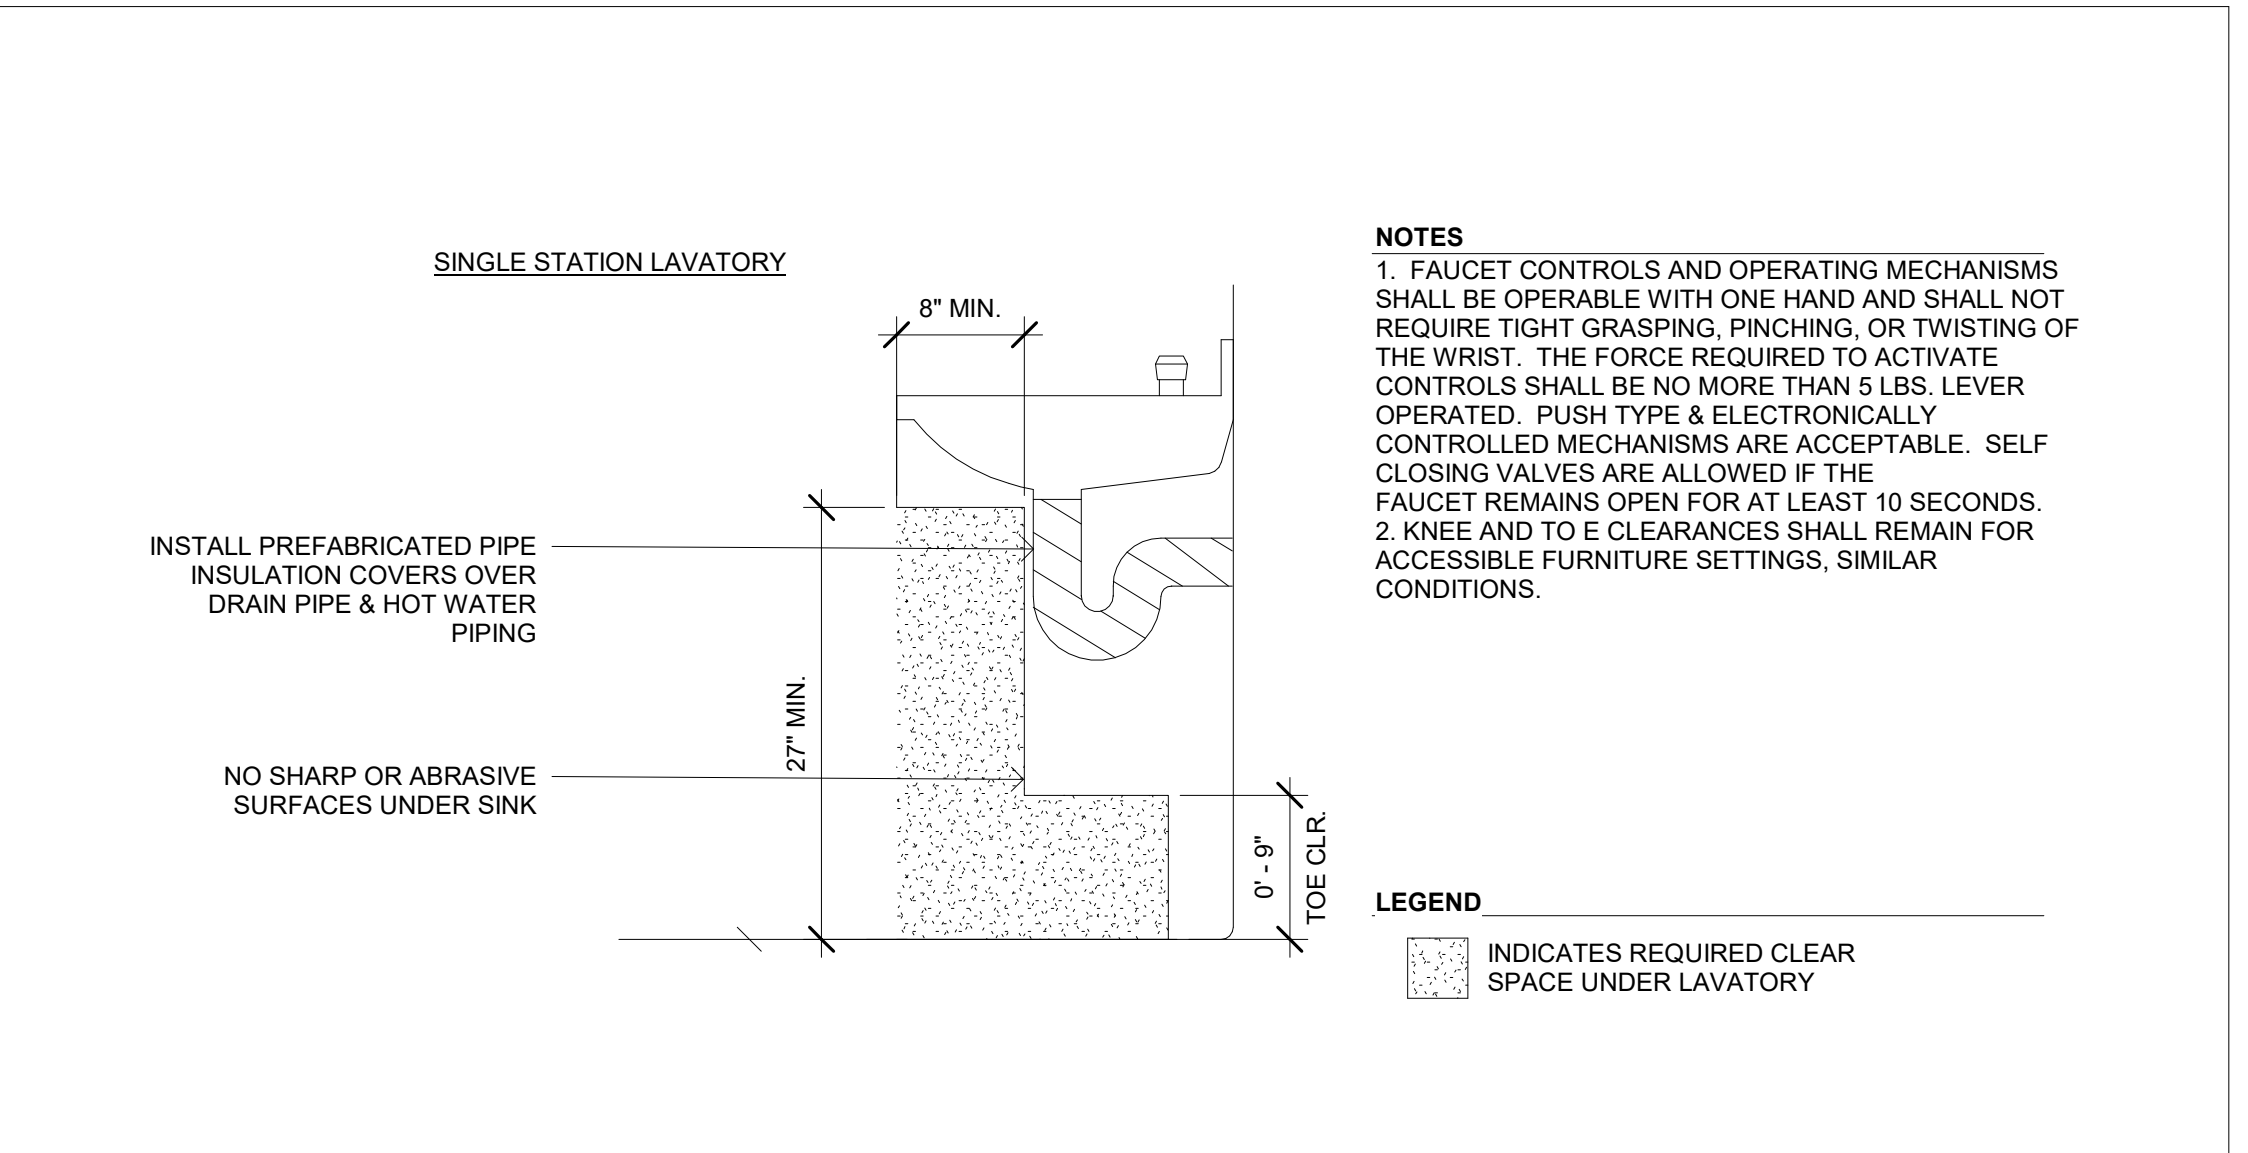 SINGLE STATION LAVATORY
8" MIN.
INSTALL PREFABRICATED PIPE
INSULATION COVERS OVER
DRAIN PIPE & HOT WATER
PIPING
27" MIN.
NO SHARP OR ABRASIVE
SURFACES UNDER SINK
0' - 9"
TOE CLR.
NOTES
1. FAUCET CONTROLS AND OPERATING MECHANISMS
SHALL BE OPERABLE WITH ONE HAND AND SHALL NOT
REQUIRE TIGHT GRASPING, PINCHING, OR TWISTING OF
THE WRIST. THE FORCE REQUIRED TO ACTIVATE
CONTROLS SHALL BE NO MORE THAN 5 LBS. LEVER
OPERATED. PUSH TYPE & ELECTRONICALLY
CONTROLLED MECHANISMS ARE ACCEPTABLE. SELF
CLOSING VALVES ARE ALLOWED IF THE
FAUCET REMAINS OPEN FOR AT LEAST 10 SECONDS.
2. KNEE AND TO E CLEARANCES SHALL REMAIN FOR
ACCESSIBLE FURNITURE SETTINGS, SIMILAR
CONDITIONS.
LEGEND
INDICATES REQUIRED CLEAR
SPACE UNDER LAVATORY